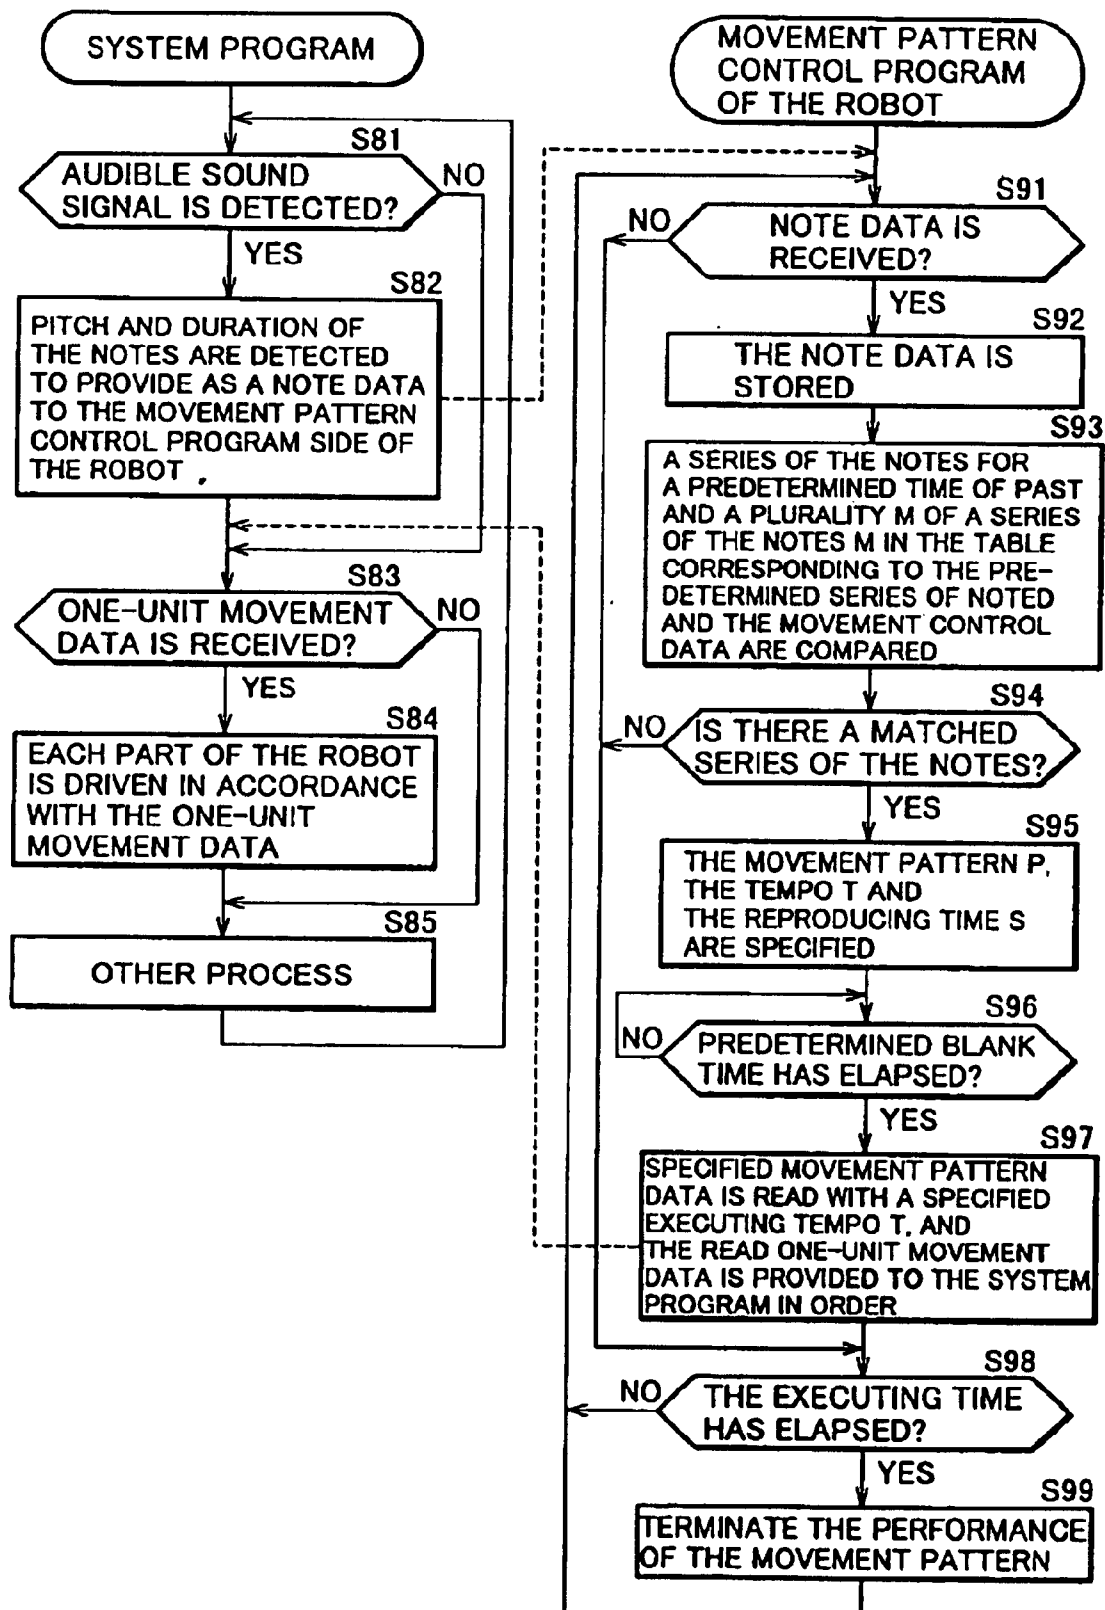 SYSTEM PROGRAM
S81
AUDIBLE SOUND
SIGNAL IS DETECTED?
NO
YES
S82
PITCH AND DURATION OF
THE NOTES ARE DETECTED
TO PROVIDE AS A NOTE DATA
TO THE MOVEMENT PATTERN
CONTROL PROGRAM SIDE OF
THE ROBOT .
S83
ONE-UNIT MOVEMENT
DATA IS RECEIVED?
NO
YES
S84
EACH PART OF THE ROBOT
IS DRIVEN IN ACCORDANCE
WITH THE ONE-UNIT
MOVEMENT DATA
S85
OTHER PROCESS
MOVEMENT PATTERN
CONTROL PROGRAM
OF THE ROBOT
S91
NO
NOTE DATA IS
RECEIVED?
YES
S92
THE NOTE DATA IS
STORED
S93
A SERIES OF THE NOTES FOR
A PREDETERMINED TIME OF PAST
AND A PLURALITY M OF A SERIES
OF THE NOTES M IN THE TABLE
CORRESPONDING TO THE PRE-
DETERMINED SERIES OF NOTED
AND THE MOVEMENT CONTROL
DATA ARE COMPARED
S94
NO
IS THERE A MATCHED
SERIES OF THE NOTES?
YES
S95
THE MOVEMENT PATTERN P,
THE TEMPO T AND
THE REPRODUCING TIME S
ARE SPECIFIED
S96
NO
PREDETERMINED BLANK
TIME HAS ELAPSED?
YES
S97
SPECIFIED MOVEMENT PATTERN
DATA IS READ WITH A SPECIFIED
EXECUTING TEMPO T, AND
THE READ ONE-UNIT MOVEMENT
DATA IS PROVIDED TO THE SYSTEM
PROGRAM IN ORDER
S98
NO
THE EXECUTING TIME
HAS ELAPSED?
YES
S99
TERMINATE THE PERFORMANCE
OF THE MOVEMENT PATTERN